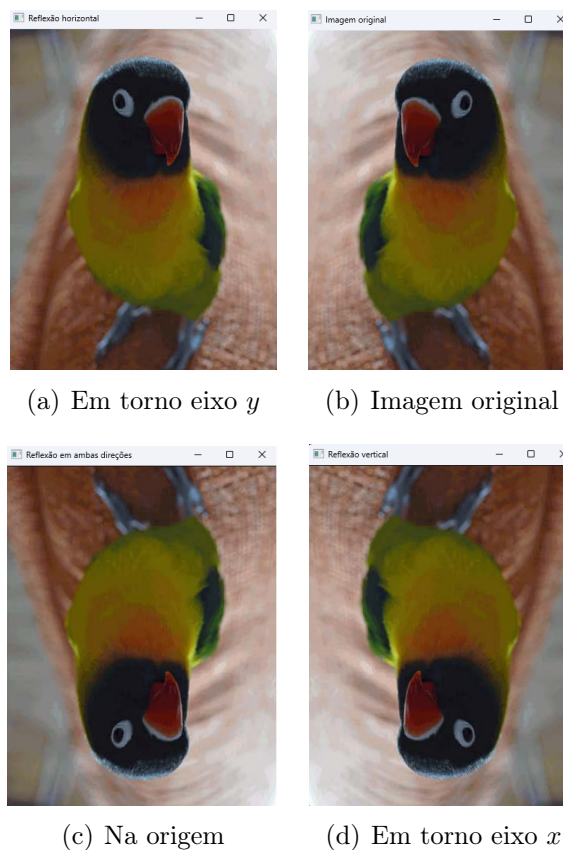 Reflexão horizontal
Imagem original
(a) Em torno eixo y
(b) Imagem original
Reflexão em ambas direções
Reflexão vertical
(c) Na origem
(d) Em torno eixo x